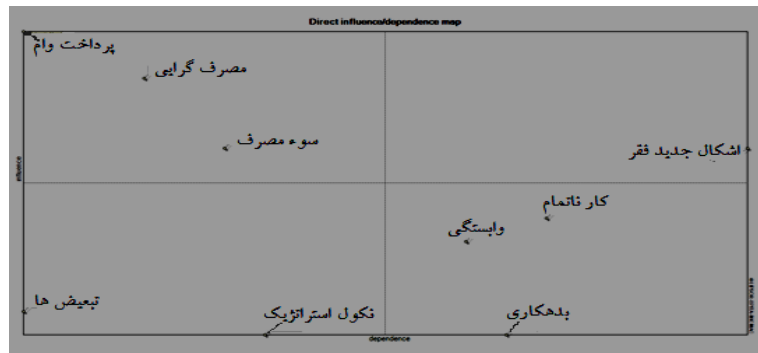 Direct influence/dependence map
پرداخت وام
مصرف گرایی
سوء مصرف
اشکال جدید فقر
influence
کار ناتمام
وابستگی
تبعیض ها
نکول استراتژیک
بدهکاری
dependence